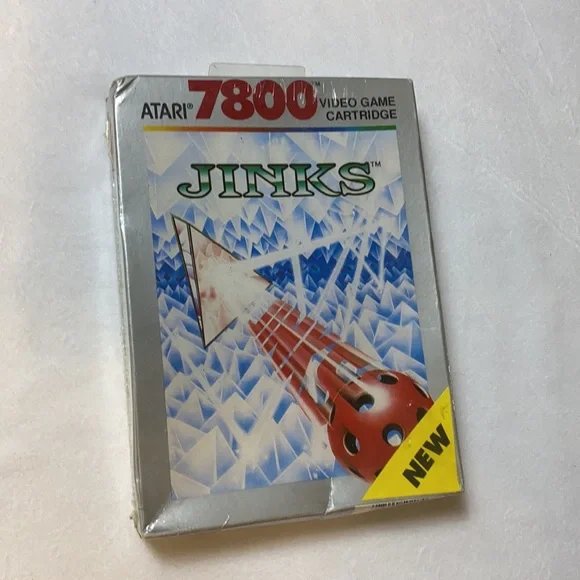 ATARI® 7800™ VIDEO GAME
CARTRIDGE
JINKS™
NEW